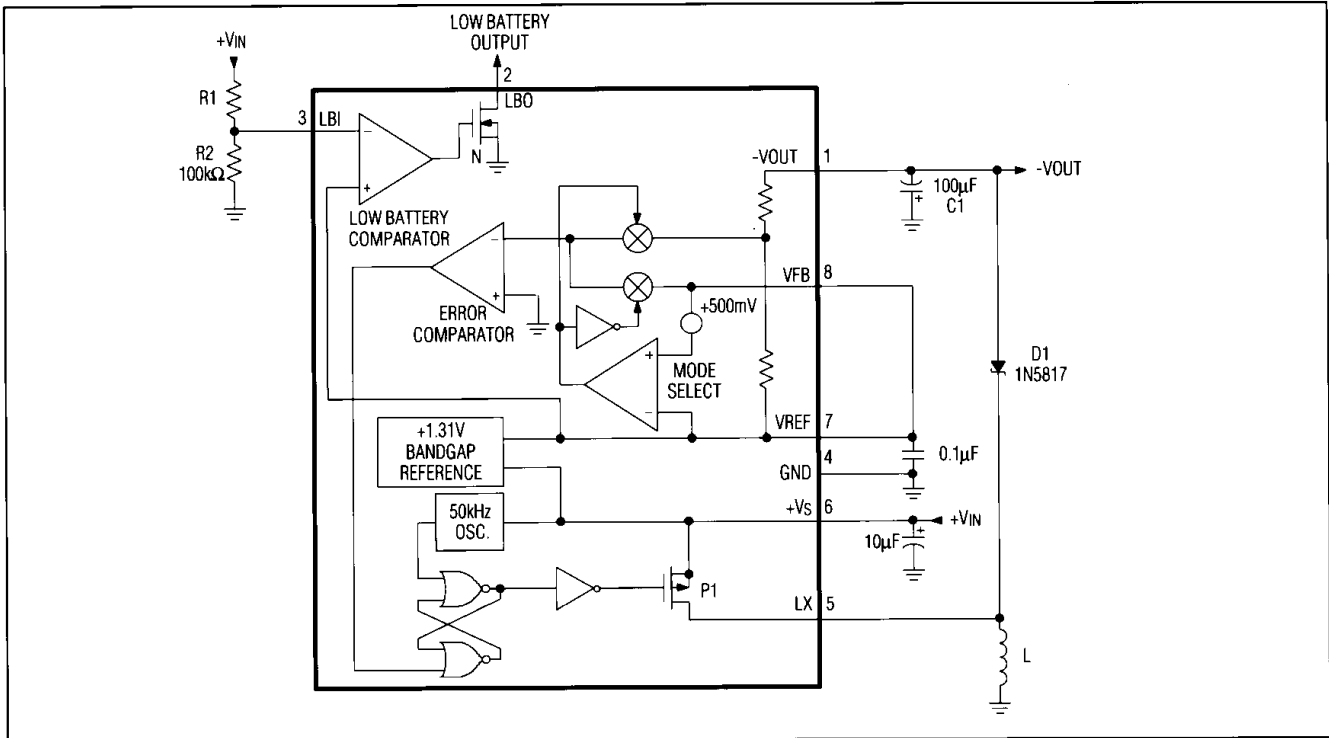 LOW BATTERY
OUTPUT
+VIN
2
LBO
R1
3 LBI
−
R2
100kΩ
+
N
LOW BATTERY
COMPARATOR
-VOUT
1
-VOUT
100µF
+
C1
−
+
ERROR
COMPARATOR
VFB
8
+500mV
+
MODE
SELECT
−
D1
1N5817
+1.31V
BANDGAP
REFERENCE
VREF
7
0.1µF
4
GND
50kHz
OSC.
+VS
6
+VIN
10µF
+
P1
LX
5
L